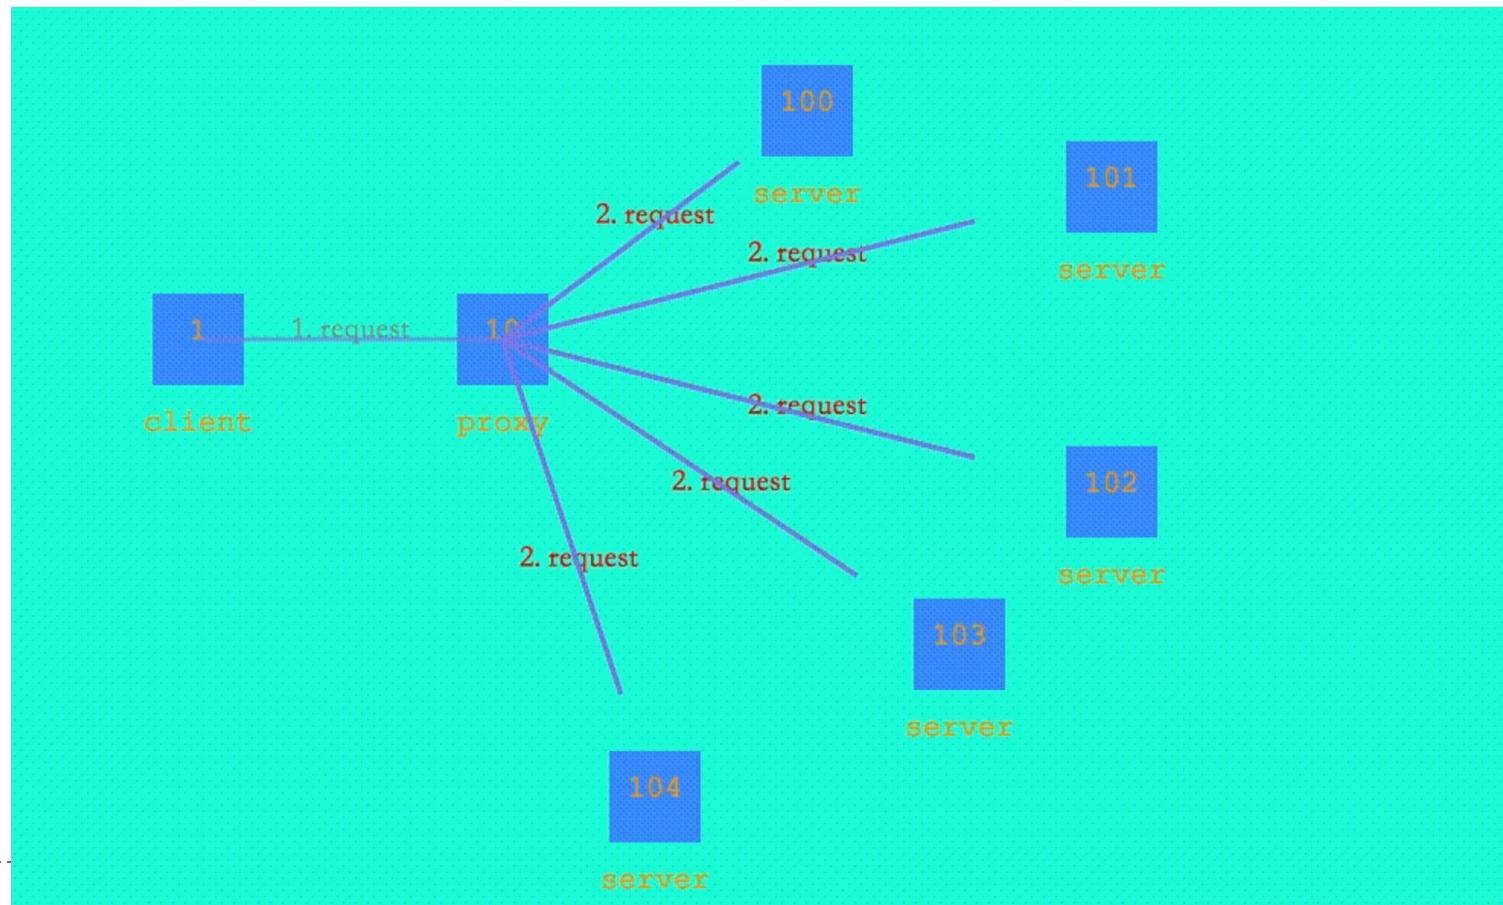 100
server
101
server
2. request
2. request
1
1. request
10
client
proxy
2. request
102
server
2. request
2. request
103
server
104
server